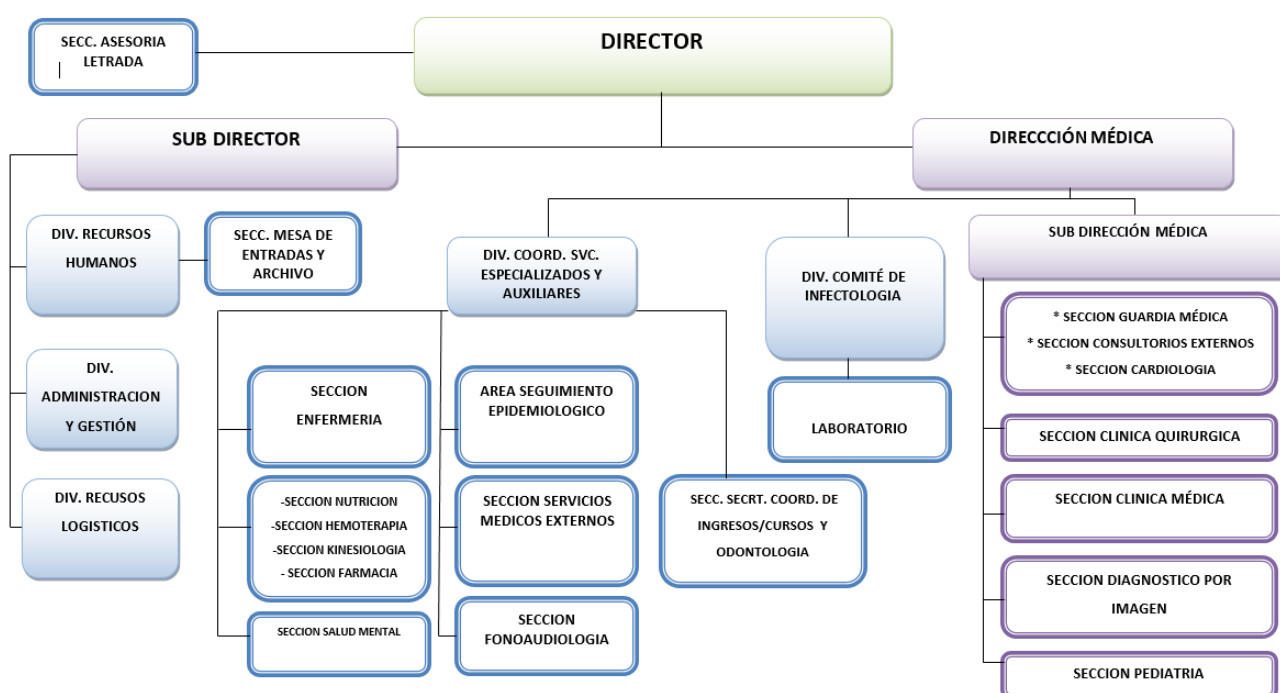 SECC. ASESORIA
LETRADA
DIRECTOR
SUB DIRECTOR
DIRECCCIÓN MÉDICA
DIV. RECURSOS
HUMANOS
SECC. MESA DE
ENTRADAS Y
ARCHIVO
DIV. COORD. SVC.
ESPECIALIZADOS Y
AUXILIARES
DIV. COMITÉ DE
INFECTOLOGIA
SUB DIRECCIÓN MÉDICA
DIV.
ADMINISTRACION
Y GESTIÓN
DIV. RECUSOS
LOGISTICOS
SECCION
ENFERMERIA
-SECCION NUTRICION
-SECCION HEMOTERAPIA
-SECCION KINESIOLOGIA
- SECCION FARMACIA
SECCION SALUD MENTAL
AREA SEGUIMIENTO
EPIDEMIOLOGICO
SECCION SERVICIOS
MEDICOS EXTERNOS
SECCION
FONOAUDIOLOGIA
SECC. SECRT. COORD. DE
INGRESOS/CURSOS Y
ODONTOLOGIA
LABORATORIO
* SECCION GUARDIA MÉDICA
* SECCION CONSULTORIOS EXTERNOS
* SECCION CARDIOLOGIA
SECCION CLINICA QUIRURGICA
SECCION CLINICA MÉDICA
SECCION DIAGNOSTICO POR
IMAGEN
SECCION PEDIATRIA